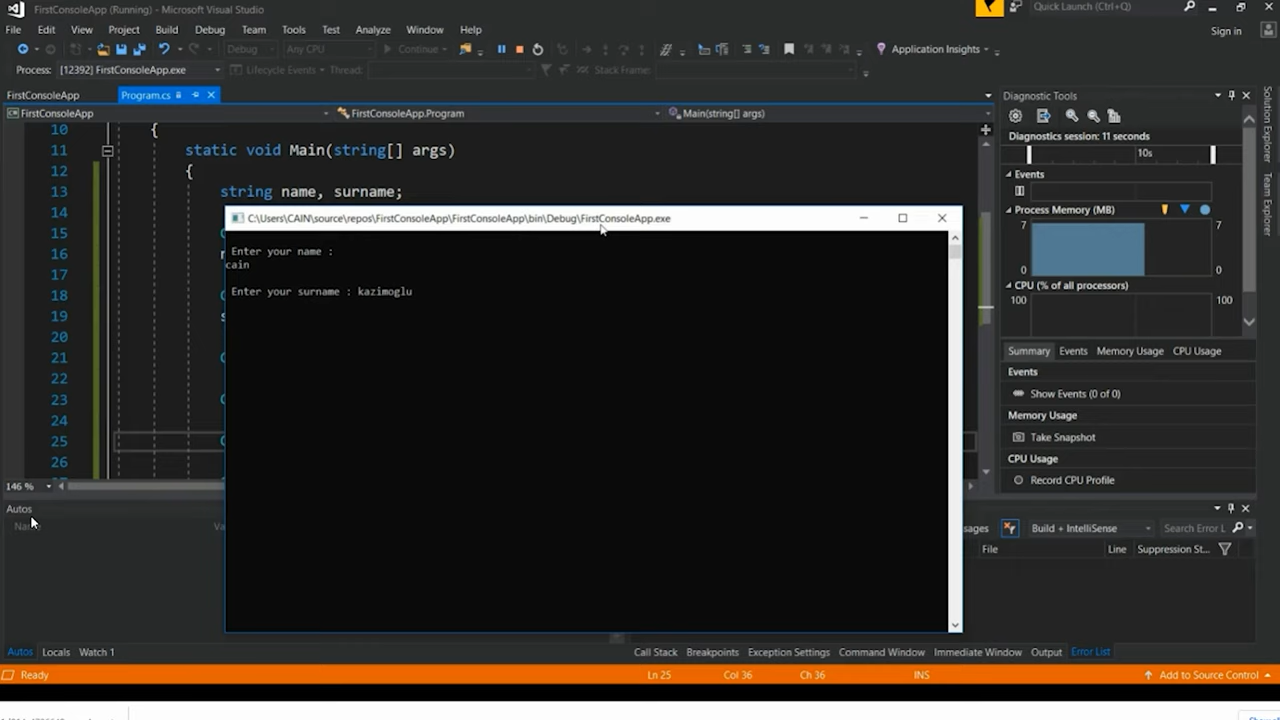 FirstConsoleApp (Running) - Microsoft Visual Studio
Quick Launch (Ctrl+Q)
File Edit View Project Build Debug Team Tools Test Analyze Window Help
Sign in
Debug Any CPU Continue Application Insights
Process: [12392] FirstConsoleApp.exe Lifecycle Events Thread: Stack Frame:
FirstConsoleApp Program.cs
Diagnostic Tools
FirstConsoleApp FirstConsoleApp.Program Main(string[] args)
Solution Explorer
Team Explorer
10 {
11 static void Main(string[] args)
12 {
13 string name, surname;
14
15
16
17
18
19
20
21
22
23
24
25
26
C:\Users\CAIN\source\repos\FirstConsoleApp\FirstConsoleApp\bin\Debug\FirstConsoleApp.exe
Enter your name :
cain
Enter your surname : kazimoglu
Diagnostics session: 11 seconds
10s
Events
Process Memory (MB)
7 7
0 0
CPU (% of all processors)
100 100
Summary Events Memory Usage CPU Usage
Events
Show Events (0 of 0)
Memory Usage
Take Snapshot
CPU Usage
Record CPU Profile
146 %
Autos
Build + IntelliSense Search Error L
File Line Suppression St...
Autos Locals Watch 1
Call Stack Breakpoints Exception Settings Command Window Immediate Window Output Error List
Ready Ln 25 Col 36 Ch 36 INS Add to Source Control